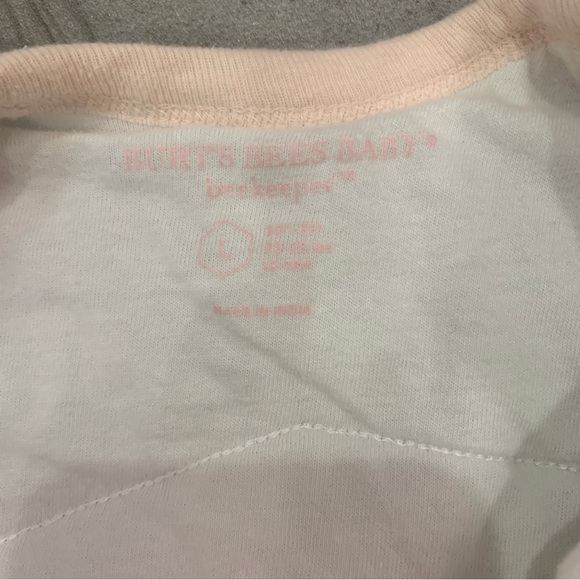 BURT'S BEES BABY®
beekeeper™
L
MADE IN INDIA